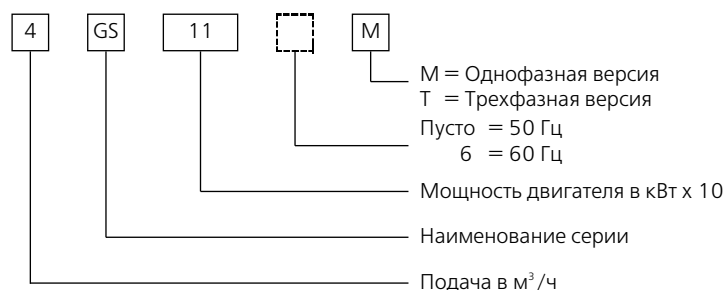 4 GS 11 M
M = Однофазная версия
T = Трехфазная версия
Пусто = 50 Гц
6 = 60 Гц
Мощность двигателя в кВт x 10
Наименование серии
Подача в м³/ч